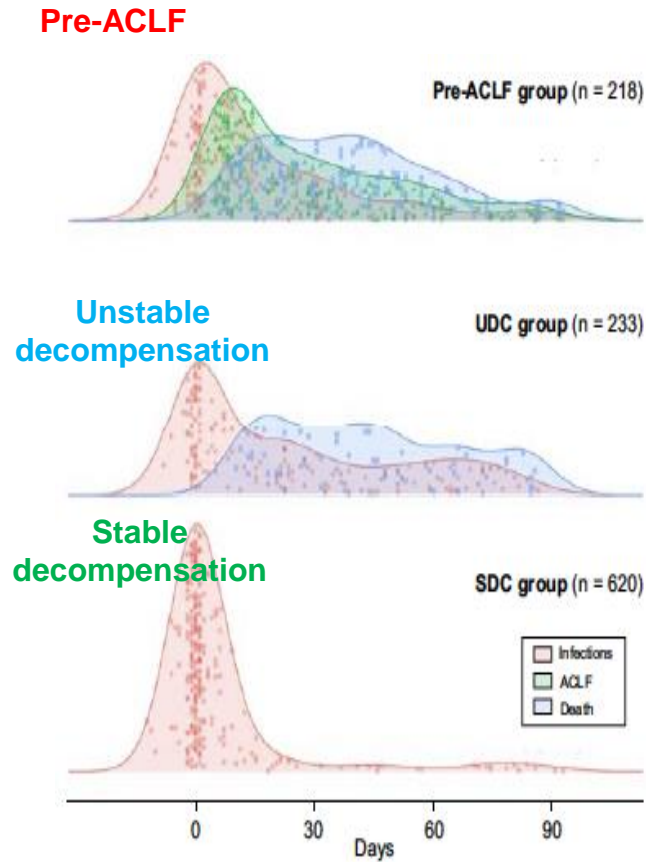 Pre-ACLF
Pre-ACLF group (n = 218)
Unstable
decompensation
UDC group (n = 233)
Stable
decompensation
SDC group (n = 620)
Infections
ACLF
Death
0 30 60 90
Days